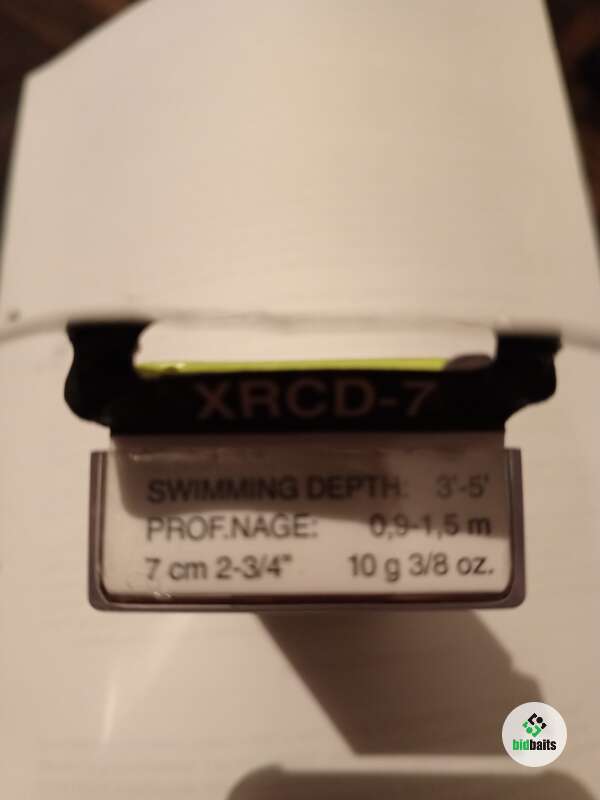 XRCD-7
SWIMMING DEPTH: 3'-5'
PROF.NAGE: 0,9-1,5 m
7 cm 2-3/4" 10 g 3/8 oz.
bidbaits